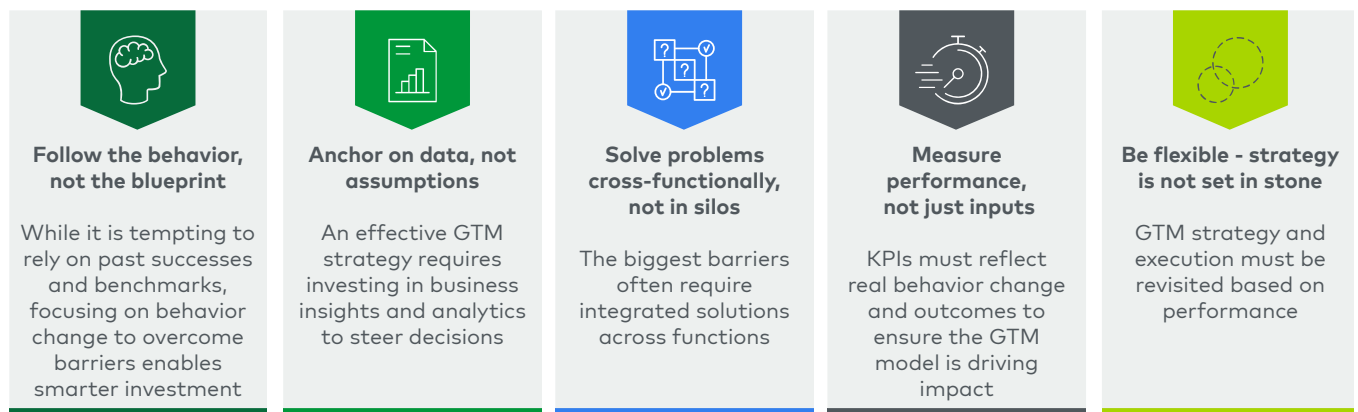 Follow the behavior,
not the blueprint
While it is tempting to
rely on past successes
and benchmarks,
focusing on behavior
change to overcome
barriers enables
smarter investment
Anchor on data, not
assumptions
An effective GTM
strategy requires
investing in business
insights and analytics
to steer decisions
? ✓
?
✓ ?
Solve problems
cross-functionally,
not in silos
The biggest barriers
often require
integrated solutions
across functions
Measure
performance,
not just inputs
KPIs must reflect
real behavior change
and outcomes to
ensure the GTM
model is driving
impact
Be flexible - strategy
is not set in stone
GTM strategy and
execution must be
revisited based on
performance